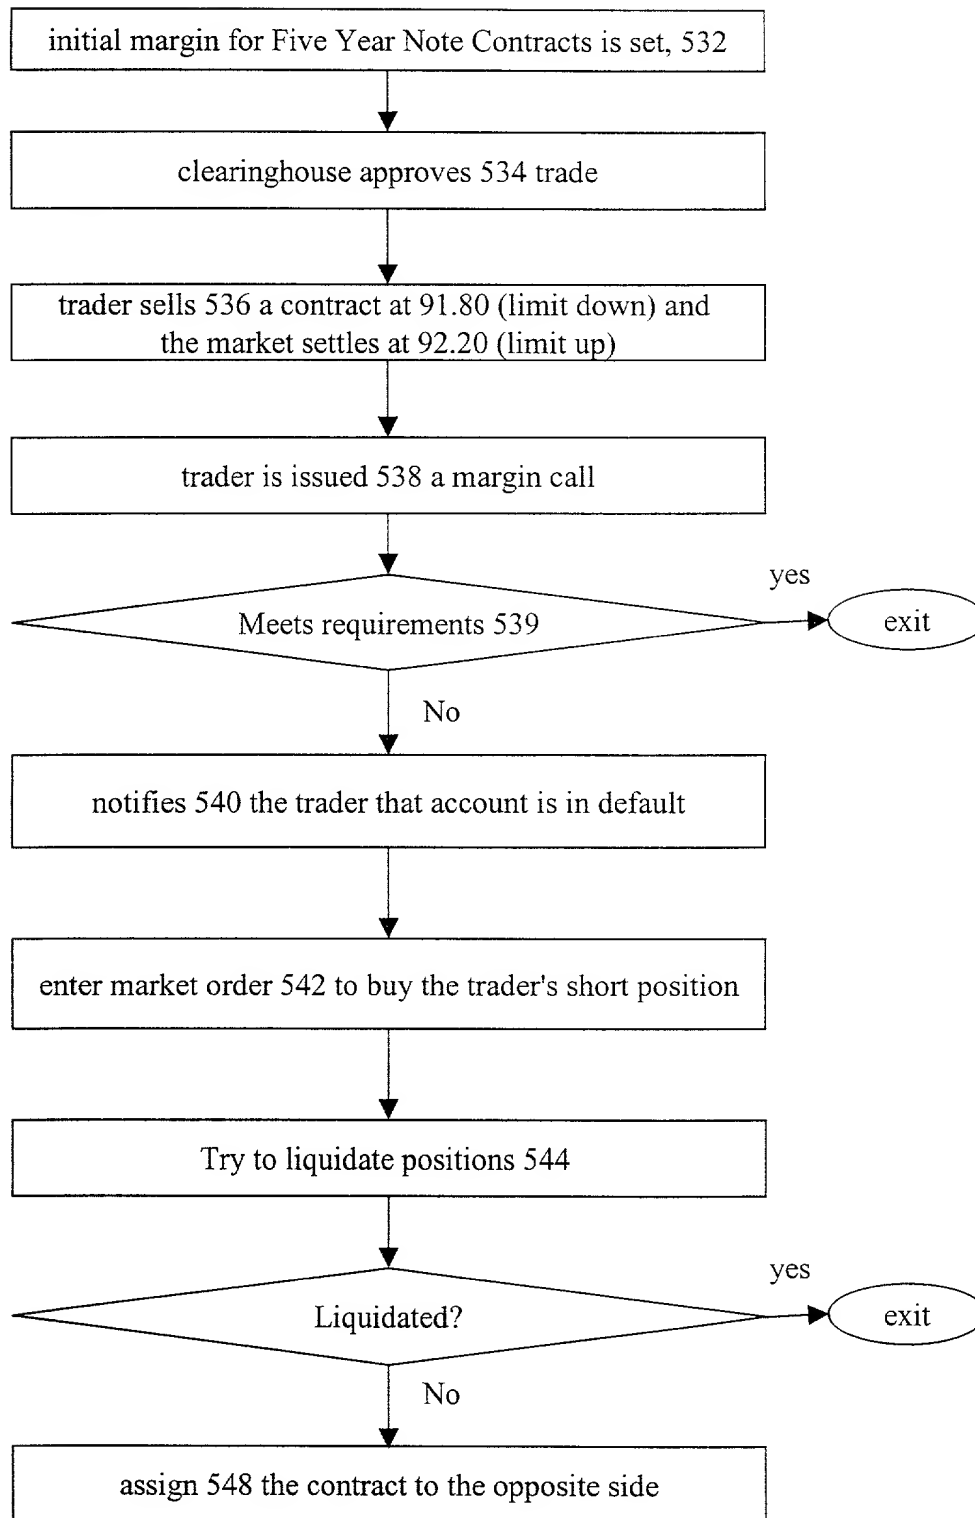 initial margin for Five Year Note Contracts is set, 532
clearinghouse approves 534 trade
trader sells 536 a contract at 91.80 (limit down) and
the market settles at 92.20 (limit up)
trader is issued 538 a margin call
yes
Meets requirements 539
exit
No
notifies 540 the trader that account is in default
enter market order 542 to buy the trader's short position
Try to liquidate positions 544
yes
Liquidated?
exit
No
assign 548 the contract to the opposite side